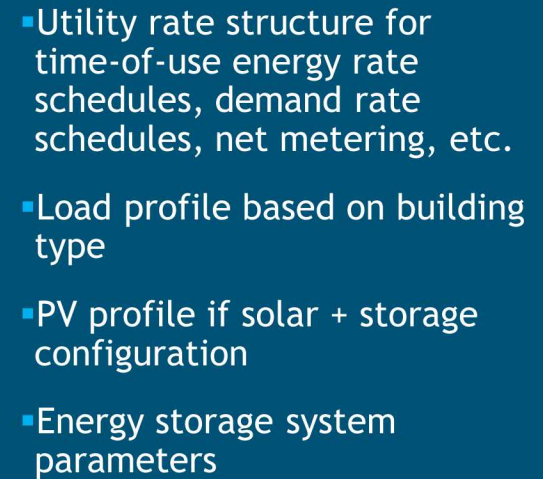 ▪Utility rate structure for
time-of-use energy rate
schedules, demand rate
schedules, net metering, etc.
▪Load profile based on building
type
▪PV profile if solar + storage
configuration
▪Energy storage system
parameters